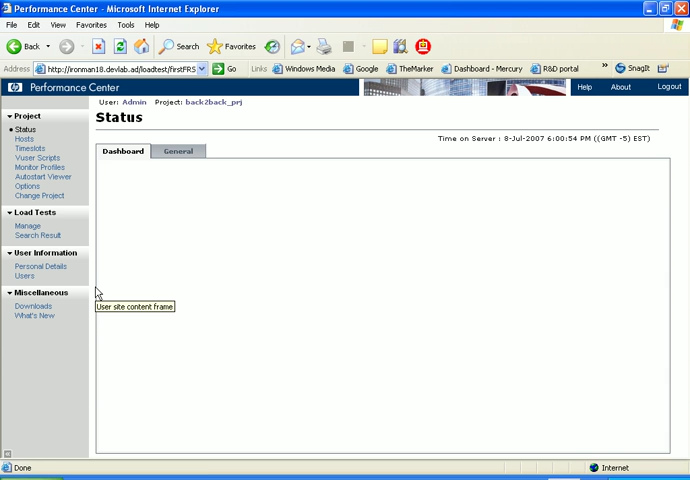 Performance Center - Microsoft Internet Explorer
File Edit View Favorites Tools Help
Back Search Favorites
Address http://ironman18.devlab.ad/loadtest/firstFRS Go Links Windows Media Google TheMarker Dashboard - Mercury R&D portal » SnagIt
hp Performance Center Help About Logout
User: Admin Project: back2back_prj
Status
Time on Server : 8-Jul-2007 6:00:54 PM ((GMT -5) EST)
Dashboard General
Project
Status
Hosts
Timeslots
Vuser Scripts
Monitor Profiles
Autostart Viewer
Options
Change Project
Load Tests
Manage
Search Result
User Information
Personal Details
Users
Miscellaneous
Downloads
What's New
User site content frame
Done Internet